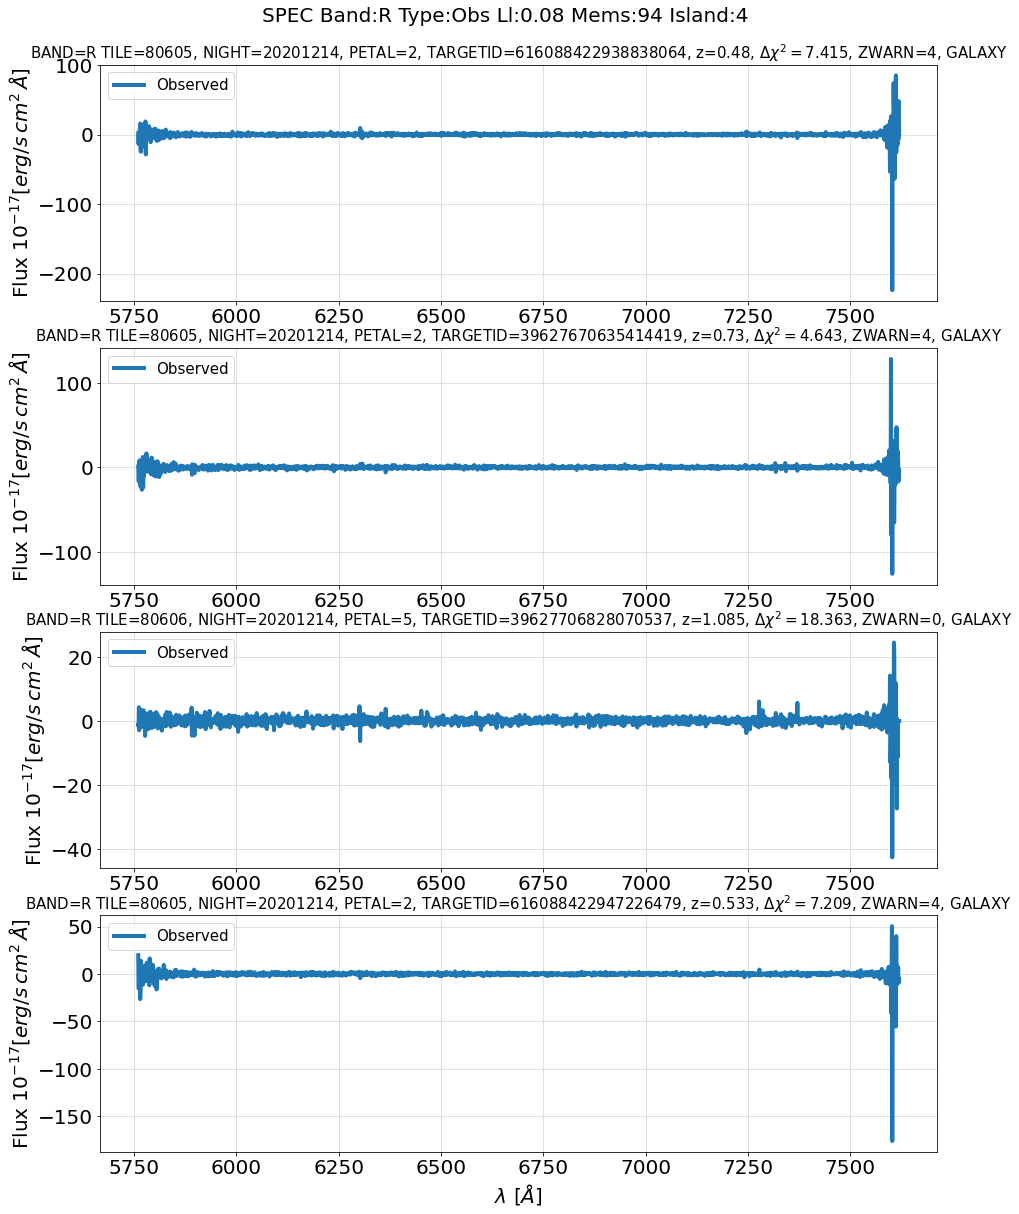 SPEC Band:R Type:Obs Ll:0.08 Mems:94 Island:4
BAND=R TILE=80605, NIGHT=20201214, PETAL=2, TARGETID=616088422938838064, z=0.48, Δχ² = 7.415, ZWARN=4, GALAXY
Observed
100
0
−100
−200
Flux 10⁻¹⁷[erg/s cm² Å]
5750 6000 6250 6500 6750 7000 7250 7500
BAND=R TILE=80605, NIGHT=20201214, PETAL=2, TARGETID=39627670635414419, z=0.73, Δχ² = 4.643, ZWARN=4, GALAXY
Observed
100
0
−100
Flux 10⁻¹⁷[erg/s cm² Å]
5750 6000 6250 6500 6750 7000 7250 7500
BAND=R TILE=80606, NIGHT=20201214, PETAL=5, TARGETID=39627706828070537, z=1.085, Δχ² = 18.363, ZWARN=0, GALAXY
Observed
20
0
−20
−40
Flux 10⁻¹⁷[erg/s cm² Å]
5750 6000 6250 6500 6750 7000 7250 7500
BAND=R TILE=80605, NIGHT=20201214, PETAL=2, TARGETID=616088422947226479, z=0.533, Δχ² = 7.209, ZWARN=4, GALAXY
Observed
50
0
−50
−100
−150
Flux 10⁻¹⁷[erg/s cm² Å]
5750 6000 6250 6500 6750 7000 7250 7500
λ [Å]